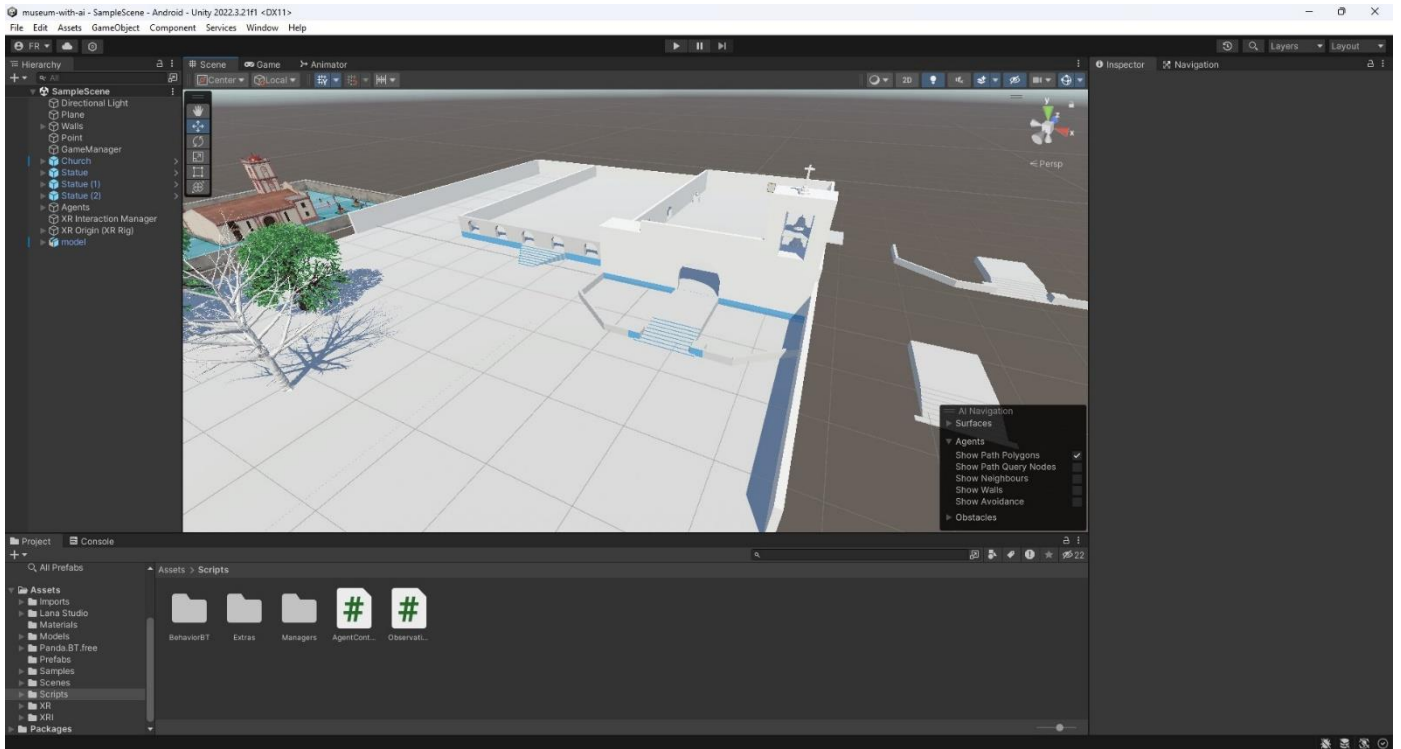 museum-with-ai - SampleScene - Android - Unity 2022.3.21f1 <DX11>
File Edit Assets GameObject Component Services Window Help
FR Layers Layout
Hierarchy
Scene Game Animator
Inspector Navigation
All
Center Local 2D
SampleScene
Directional Light
Plane
Walls
Point
GameManager
Church
Statue
Statue (1)
Statue (2)
Agents
XR Interaction Manager
XR Origin (XR Rig)
model
y
z
x
Persp
AI Navigation
Surfaces
Agents
Show Path Polygons
Show Path Query Nodes
Show Neighbours
Show Walls
Show Avoidance
Obstacles
Project Console
22
All Prefabs
Assets > Scripts
Assets
Imports
Lana Studio
Materials
Models
Panda.BT.free
Prefabs
Samples
Scenes
Scripts
XR
XRI
Packages
BehaviorBT Extras Managers AgentCont... Observati...